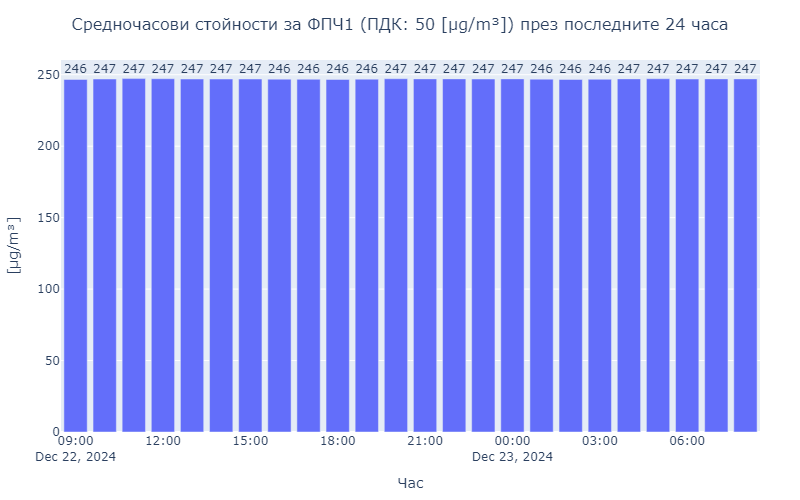 Средночасови стойности за ФПЧ1 (ПДК: 50 [µg/m³]) през последните 24 часа
246 247 247 247 247 247 247 246 246 246 246 247 247 247 247 247 246 246 246 247 247 247 247 247
250
200
150
100
50
0
[µg/m³]
09:00 12:00 15:00 18:00 21:00 00:00 03:00 06:00
Dec 22, 2024 Dec 23, 2024
Час